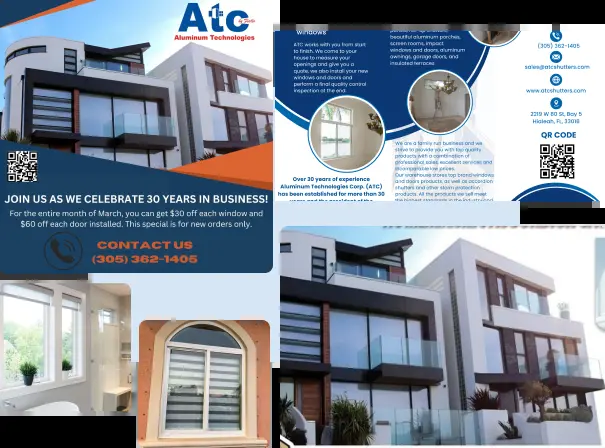 Atc
by Shutte
Aluminum Technologies
JOIN US AS WE CELEBRATE 30 YEARS IN BUSINESS!
For the entire month of March, you can get $30 off each window and
$60 off each door installed. This special is for new orders only.
CONTACT US
(305) 362-1405
windows
ATC works with you from start
to finish. We come to your
house to measure your
openings and give you a
quote, we also install your new
windows and doors and
perform a final quality control
inspection at the end.
Over 30 years of experience
Aluminum Technologies Corp. (ATC)
has been established for more than 30
years and the president of the
beautiful aluminum porches,
screen rooms, impact
windows and doors, aluminum
awnings, garage doors, and
insulated terraces.
We are a family run business and we
strive to provide you with top quality
products with a combination of
professional sales, excellent services and
incomparable low prices.
Our warehouse stores top brand windows
and doors products, as well as accordion
shutters and other storm protection
products. All the products we sell meet
the highest standards in the industry and
(305) 362-1405
sales@atcshutters.com
www.atcshutters.com
2219 W 80 St, Bay 5
Hialeah, FL, 33016
QR CODE